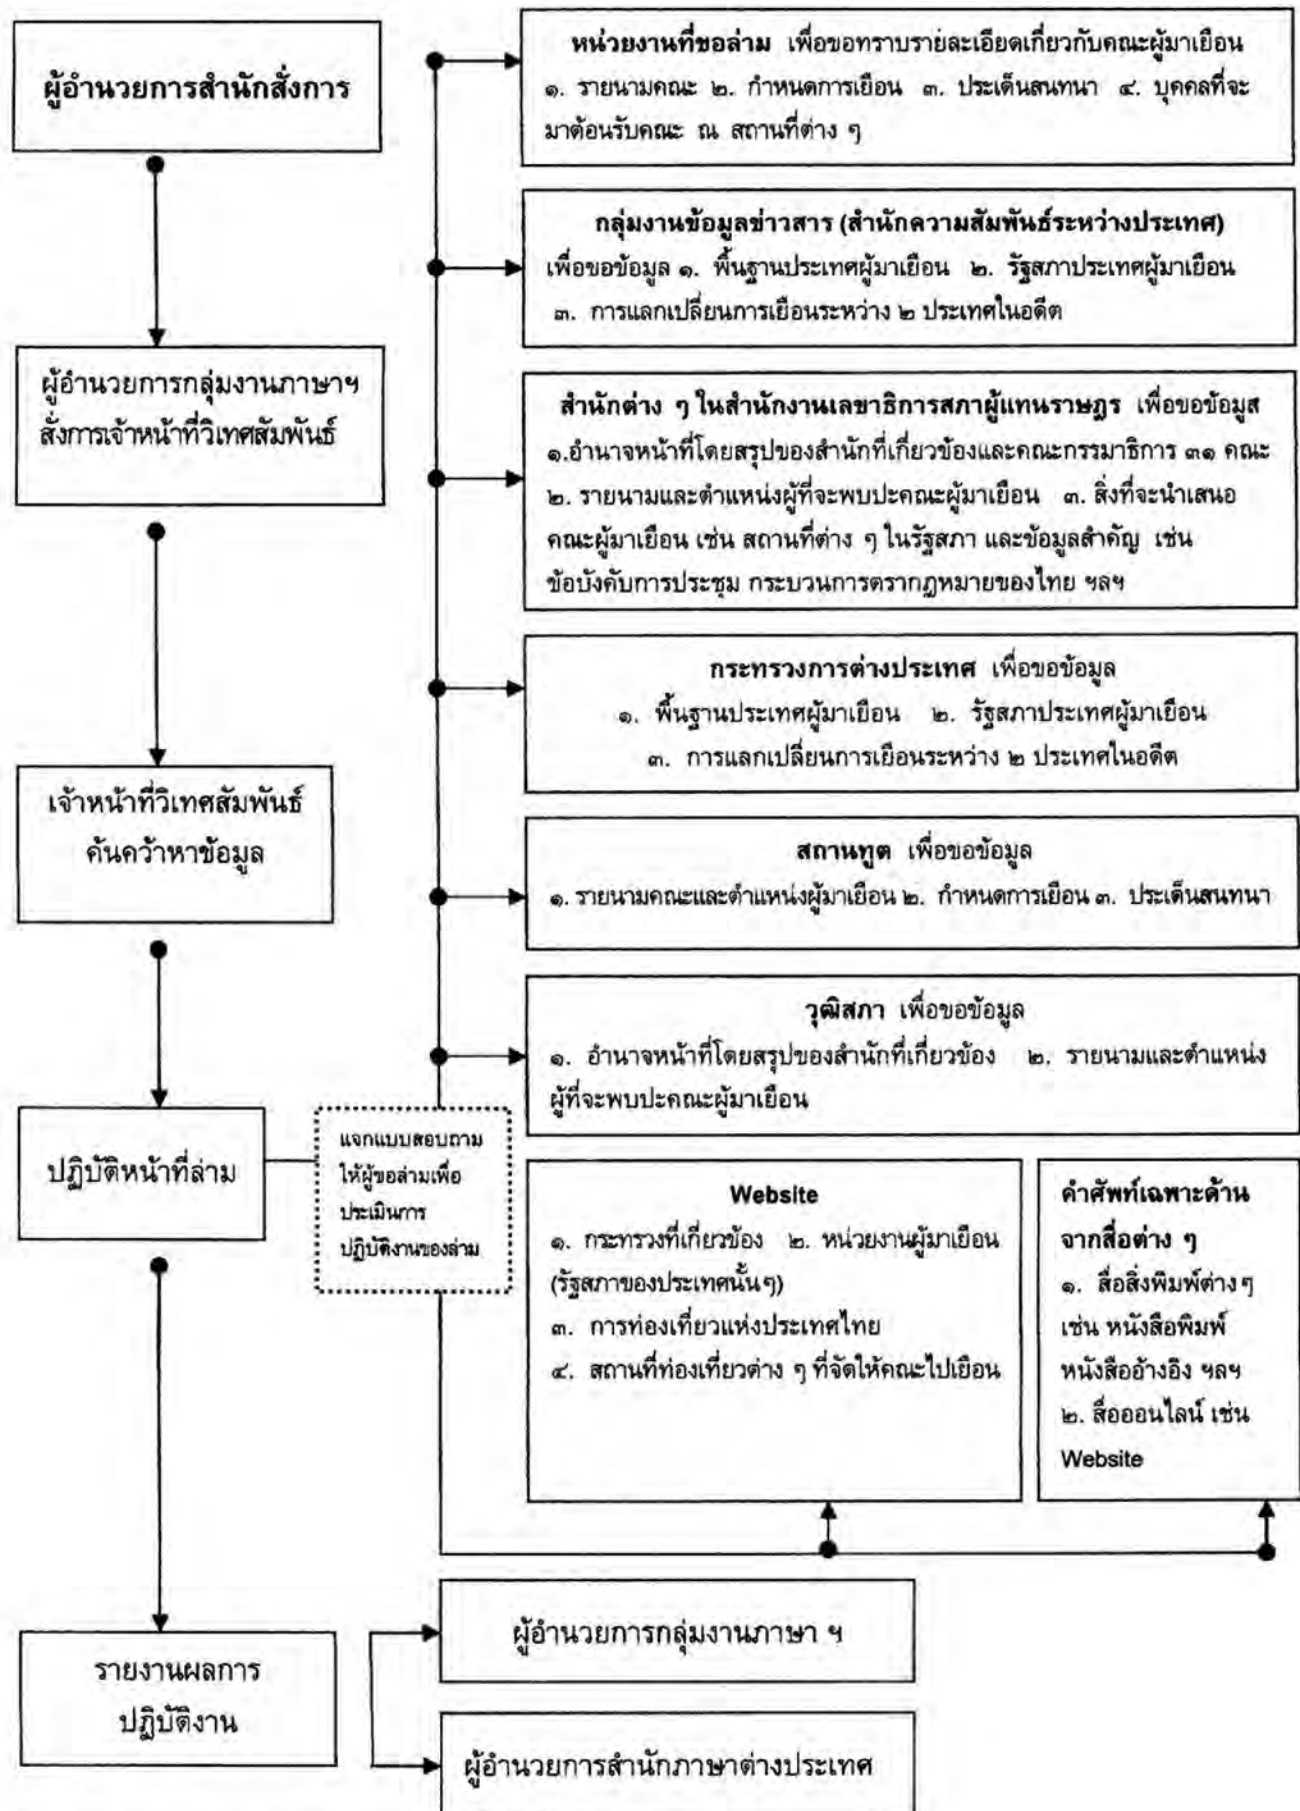 ผู้อำนวยการสำนักสั่งการ
ผู้อำนวยการกลุ่มงานภาษาฯ
สั่งการเจ้าหน้าที่วิเทศสัมพันธ์
เจ้าหน้าที่วิเทศสัมพันธ์
ค้นคว้าหาข้อมูล
ปฏิบัติหน้าที่ล่าม
แจกแบบสอบถาม
ให้ผู้ขอล่ามเพื่อ
ประเมินการ
ปฏิบัติงานของล่าม
รายงานผลการ
ปฏิบัติงาน
หน่วยงานที่ขอล่าม เพื่อขอทราบรายละเอียดเกี่ยวกับคณะผู้มาเยือน
๑. รายนามคณะ ๒. กำหนดการเยือน ๓. ประเด็นสนทนา ๔. บุคคลที่จะ
มาต้อนรับคณะ ณ สถานที่ต่าง ๆ
กลุ่มงานข้อมูลข่าวสาร (สำนักความสัมพันธ์ระหว่างประเทศ)
เพื่อขอข้อมูล ๑. พื้นฐานประเทศผู้มาเยือน ๒. รัฐสภาประเทศผู้มาเยือน
๓. การแลกเปลี่ยนการเยือนระหว่าง ๒ ประเทศในอดีต
สำนักต่าง ๆ ในสำนักงานเลขาธิการสภาผู้แทนราษฎร เพื่อขอข้อมูล
๑.อำนาจหน้าที่โดยสรุปของสำนักที่เกี่ยวข้องและคณะกรรมาธิการ ๓๑ คณะ
๒. รายนามและตำแหน่งผู้ที่จะพบปะคณะผู้มาเยือน ๓. สิ่งที่จะนำเสนอ
คณะผู้มาเยือน เช่น สถานที่ต่าง ๆ ในรัฐสภา และข้อมูลสำคัญ เช่น
ข้อบังคับการประชุม กระบวนการตรากฎหมายของไทย ฯลฯ
กระทรวงการต่างประเทศ เพื่อขอข้อมูล
๑. พื้นฐานประเทศผู้มาเยือน ๒. รัฐสภาประเทศผู้มาเยือน
๓. การแลกเปลี่ยนการเยือนระหว่าง ๒ ประเทศในอดีต
สถานทูต เพื่อขอข้อมูล
๑. รายนามคณะและตำแหน่งผู้มาเยือน ๒. กำหนดการเยือน ๓. ประเด็นสนทนา
วุฒิสภา เพื่อขอข้อมูล
๑. อำนาจหน้าที่โดยสรุปของสำนักที่เกี่ยวข้อง ๒. รายนามและตำแหน่ง
ผู้ที่จะพบปะคณะผู้มาเยือน
Website
๑. กระทรวงที่เกี่ยวข้อง ๒. หน่วยงานผู้มาเยือน
(รัฐสภาของประเทศนั้นๆ)
๓. การท่องเที่ยวแห่งประเทศไทย
๔. สถานที่ท่องเที่ยวต่าง ๆ ที่จัดให้คณะไปเยือน
คำศัพท์เฉพาะด้าน
จากสื่อต่าง ๆ
๑. สื่อสิ่งพิมพ์ต่างๆ
เช่น หนังสือพิมพ์
หนังสืออ้างอิง ฯลฯ
๒. สื่อออนไลน์ เช่น
Website
ผู้อำนวยการกลุ่มงานภาษา ฯ
ผู้อำนวยการสำนักภาษาต่างประเทศ